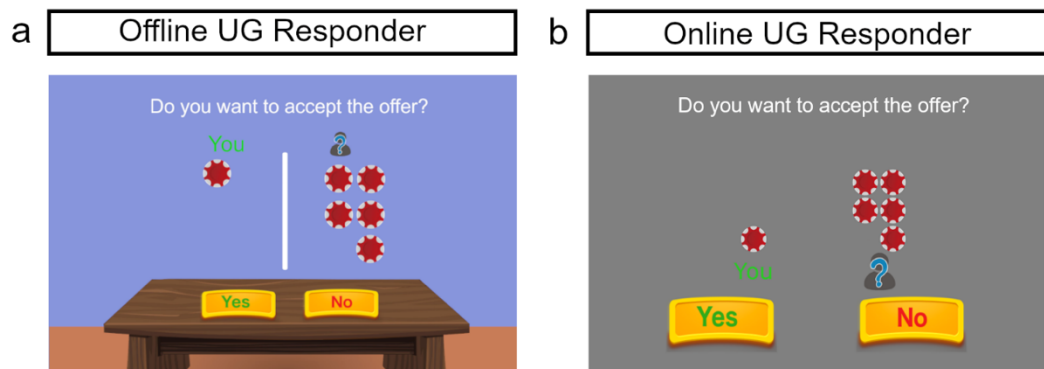 a Offline UG Responder
Do you want to accept the offer?
You
?
Yes No
b Online UG Responder
Do you want to accept the offer?
You
?
Yes No